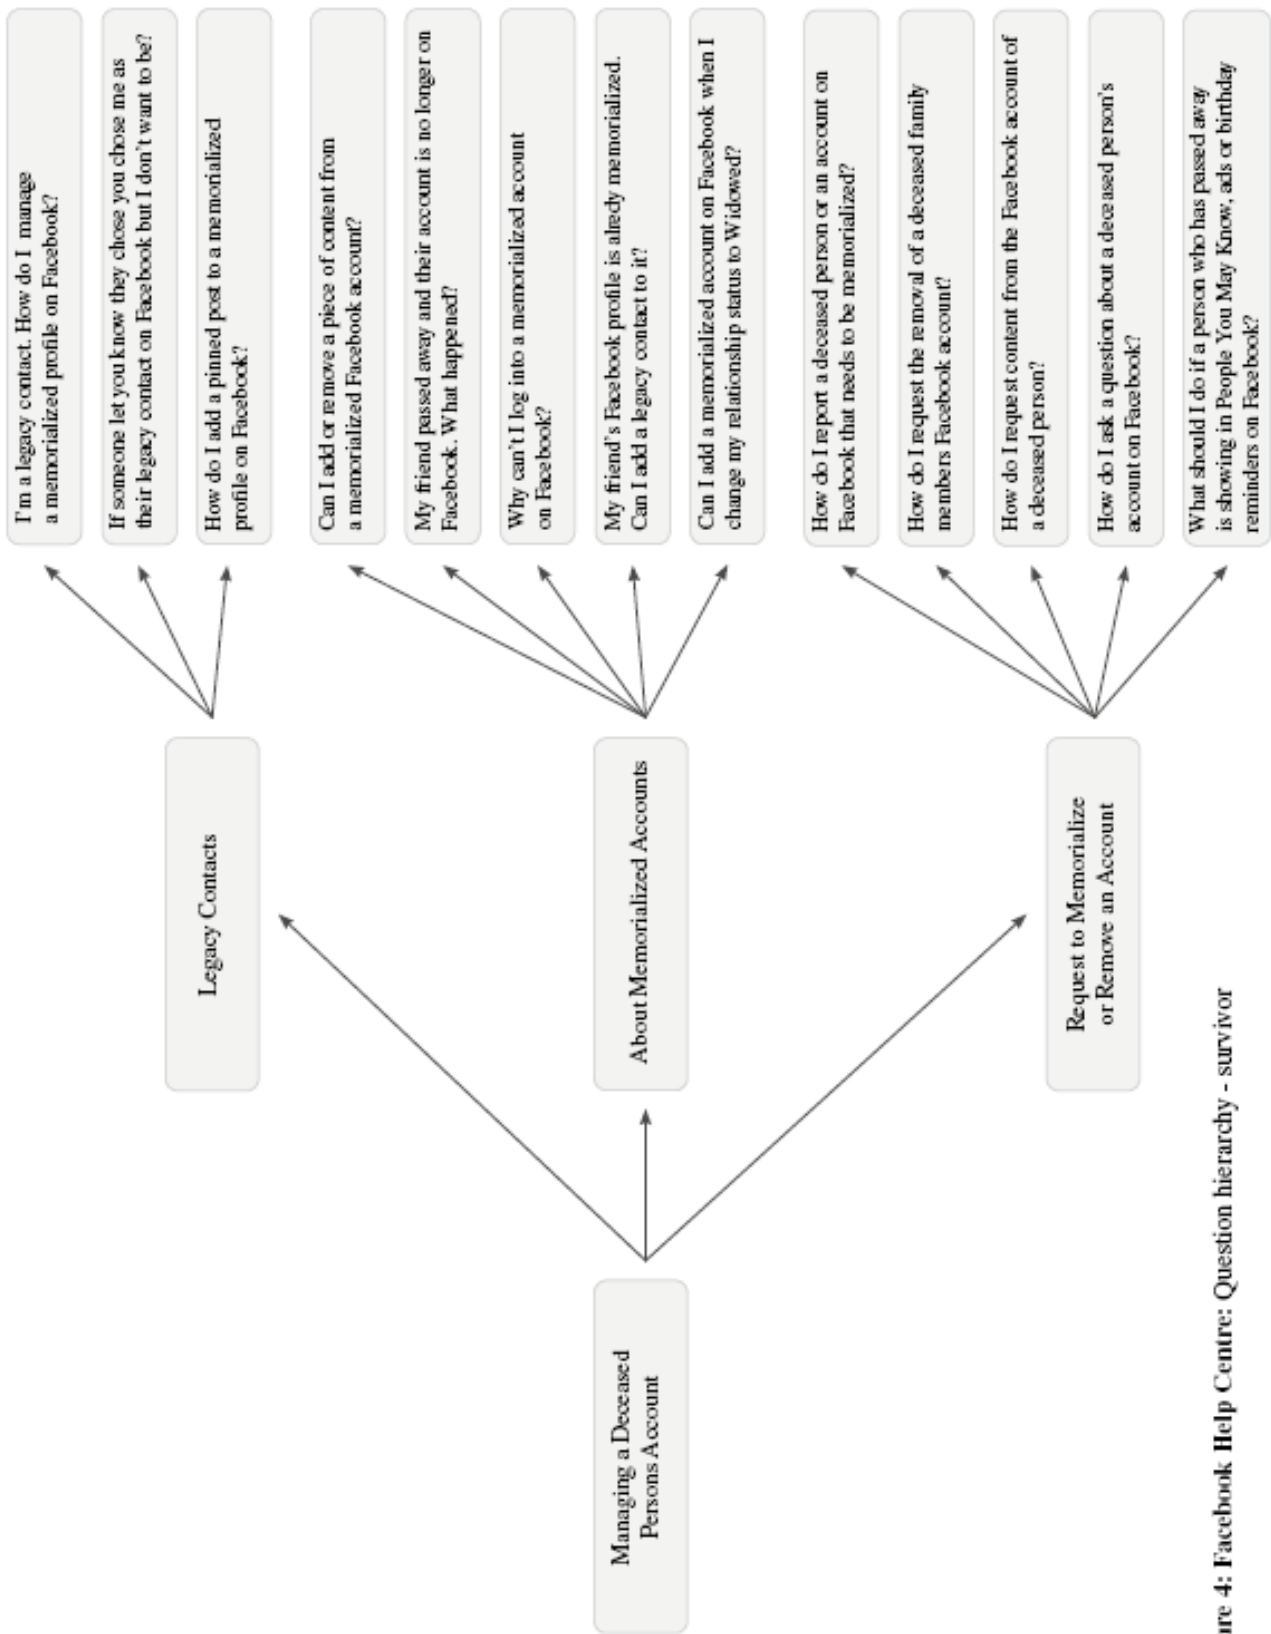 Managing a Deceased
Persons Account
Legacy Contacts
I'm a legacy contact. How do I manage
a memorialized profile on Facebook?
If someone let you know they chose you chose me as
their legacy contact on Facebook but I don't want to be?
How do I add a pinned post to a memorialized
profile on Facebook?
About Memorialized Accounts
Can I add or remove a piece of content from
a memorialized Facebook account?
My friend passed away and their account is no longer on
Facebook. What happened?
Why can't I log into a memorialized account
on Facebook?
My friend's Facebook profile is alredy memorialized.
Can I add a legacy contact to it?
Can I add a memorialized account on Facebook when I
change my relationship status to Widowed?
Request to Memorialize
or Remove an Account
How do I report a deceased person or an account on
Facebook that needs to be memorialized?
How do I request the removal of a deceased family
members Facebook account?
How do I request content from the Facebook account of
a deceased person?
How do I ask a question about a deceased person's
account on Facebook?
What should I do if a person who has passed away
is showing in People You May Know, ads or birthday
reminders on Facebook?
ure 4: Facebook Help Centre: Question hierarchy - survivor